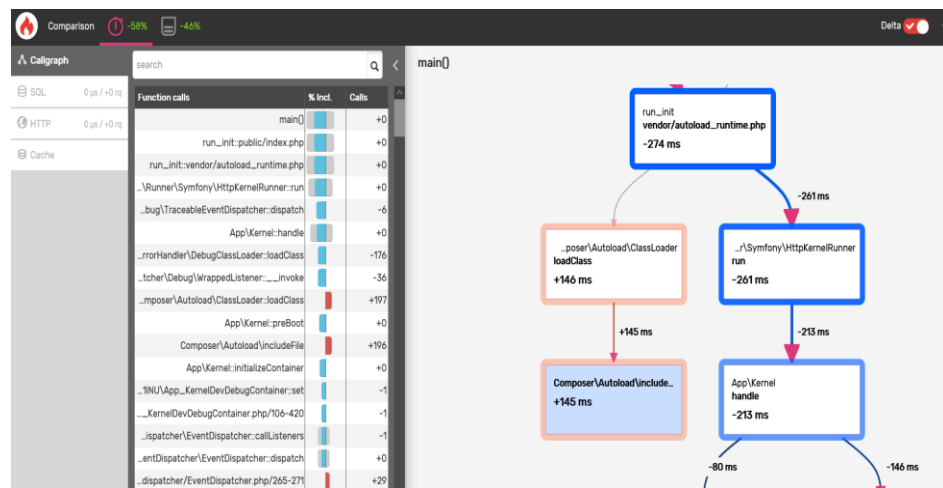 Comparison -58% -46% Delta
Callgraph
SQL 0 µs / +0 rq
HTTP 0 µs / +0 rq
Cache
search
Function calls % Incl. Calls
main() +0
run_init::public/index.php +0
run_init::vendor/autoload_runtime.php +0
…\Runner\Symfony\HttpKernelRunner::run +0
…bug\TraceableEventDispatcher::dispatch -6
App\Kernel::handle +0
…rrorHandler\DebugClassLoader::loadClass -176
…tcher\Debug\WrappedListener::__invoke -36
…mposer\Autoload\ClassLoader::loadClass +197
App\Kernel::preBoot +0
Composer\Autoload\includeFile +196
App\Kernel::initializeContainer +0
…1INU\App_KernelDevDebugContainer::set -1
…_KernelDevDebugContainer.php/106-420 -1
…ispatcher\EventDispatcher::callListeners -1
…entDispatcher\EventDispatcher::dispatch +0
…dispatcher/EventDispatcher.php/265-271 +29
main()
run_init
vendor/autoload_runtime.php
-274 ms
-261 ms
…poser\Autoload\ClassLoader
loadClass
+146 ms
…r\Symfony\HttpKernelRunner
run
-261 ms
+145 ms
-213 ms
Composer\Autoload\include…
+145 ms
App\Kernel
handle
-213 ms
-80 ms
-146 ms